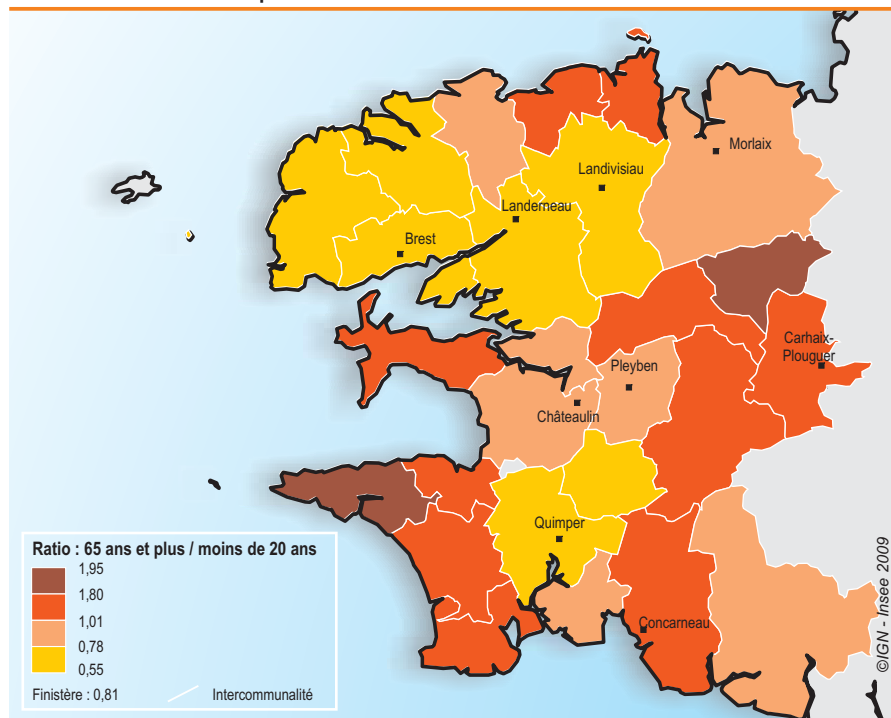 Morlaix
Landivisiau
Landerneau
Brest
Carhaix-
Plouguer
Pleyben
Châteaulin
Quimper
Concarneau
Ratio : 65 ans et plus / moins de 20 ans
1,95
1,80
1,01
0,78
0,55
Finistère : 0,81
Intercommunalité
©IGN - Insee 2009